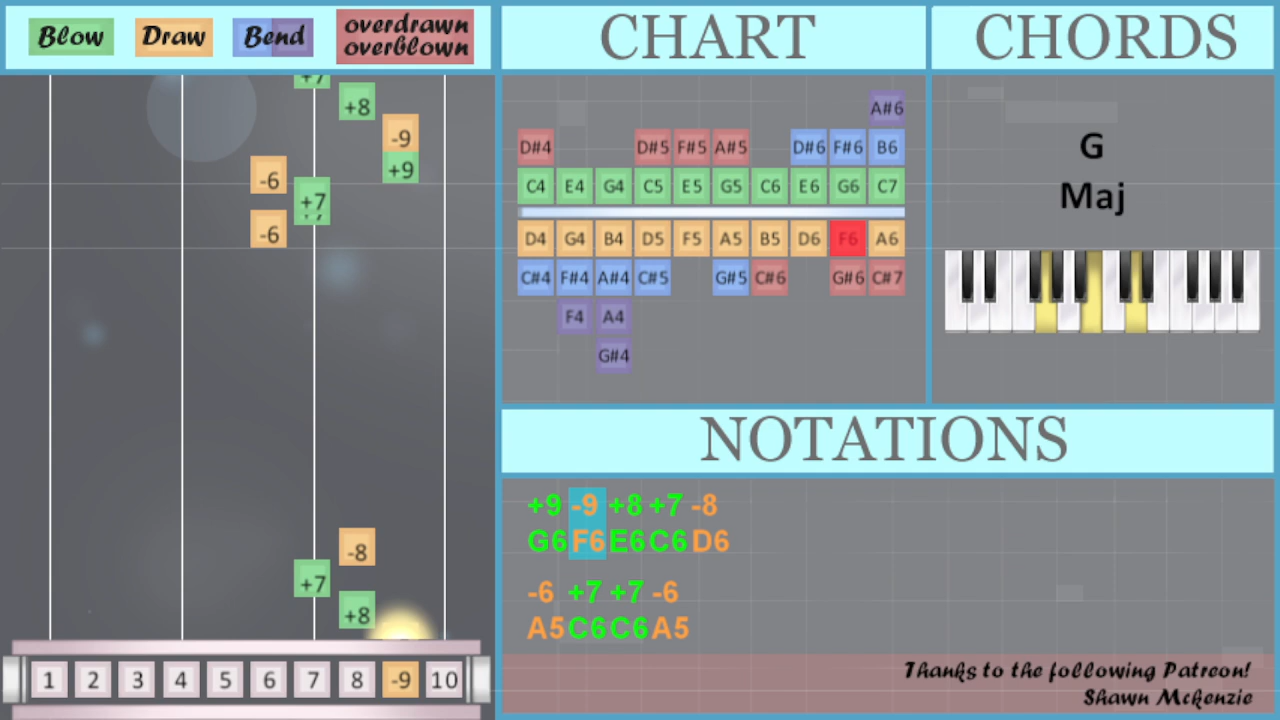 Blow Draw Bend overdrawn
overblown
CHART
CHORDS
+7
+8
-9
-6 +9
+7
-6
-8
+7
+8
1 2 3 4 5 6 7 8 -9 10
A#6
D#4 D#5 F#5 A#5 D#6 F#6 B6
C4 E4 G4 C5 E5 G5 C6 E6 G6 C7
D4 G4 B4 D5 F5 A5 B5 D6 F6 A6
C#4 F#4 A#4 C#5 G#5 C#6 G#6 C#7
F4 A4
G#4
G
Maj
NOTATIONS
+9 -9 +8 +7 -8
G6 F6 E6 C6 D6
-6 +7 +7 -6
A5 C6 C6 A5
Thanks to the following Patreon!
Shawn Mckenzie